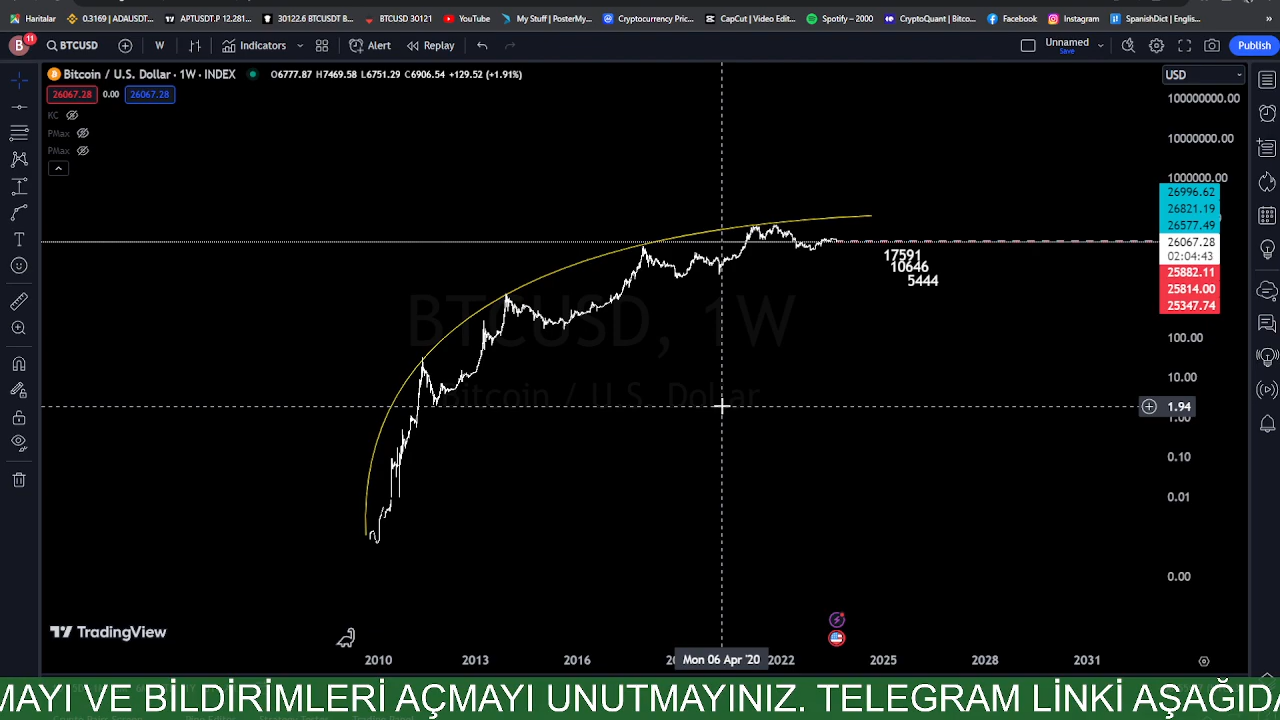 Haritalar
0.3169 | ADAUSDT...
APTUSDT.P 12.281...
30122.6 BTCUSDT B...
BTCUSD 30121
YouTube
My Stuff | PosterMy...
Cryptocurrency Pric...
CapCut | Video Edit...
Spotify – 2000
CryptoQuant | Bitco...
Facebook
Instagram
SpanishDict | Englis...
B
11
BTCUSD
W
Indicators
Alert
Replay
Unnamed
Save
Publish
Bitcoin / U.S. Dollar · 1W · INDEX
O6777.87 H7469.58 L6751.29 C6906.54 +129.52 (+1.91%)
26067.28 0.00 26067.28
KC
PMax
PMax
USD
100000000.00
10000000.00
1000000.00
26996.62
26821.19
26577.49
26067.28
02:04:43
25882.11
25814.00
25347.74
17591
10646
5444
BTCUSD, 1W
Bitcoin / U.S. Dollar
100.00
10.00
1.94
1.00
0.10
0.01
0.00
TradingView
2010 2013 2016 Mon 06 Apr '20 2022 2025 2028 2031
MAYI VE BİLDİRİMLERİ AÇMAYI UNUTMAYINIZ. TELEGRAM LİNKİ AŞAĞIDA